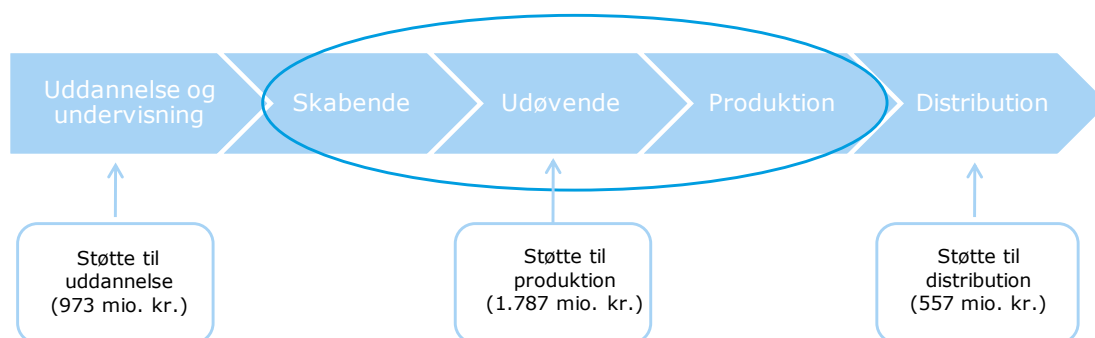 Uddannelse og
undervisning
Skabende
Udøvende
Produktion
Distribution
Støtte til
uddannelse
(973 mio. kr.)
Støtte til
produktion
(1.787 mio. kr.)
Støtte til
distribution
(557 mio. kr.)